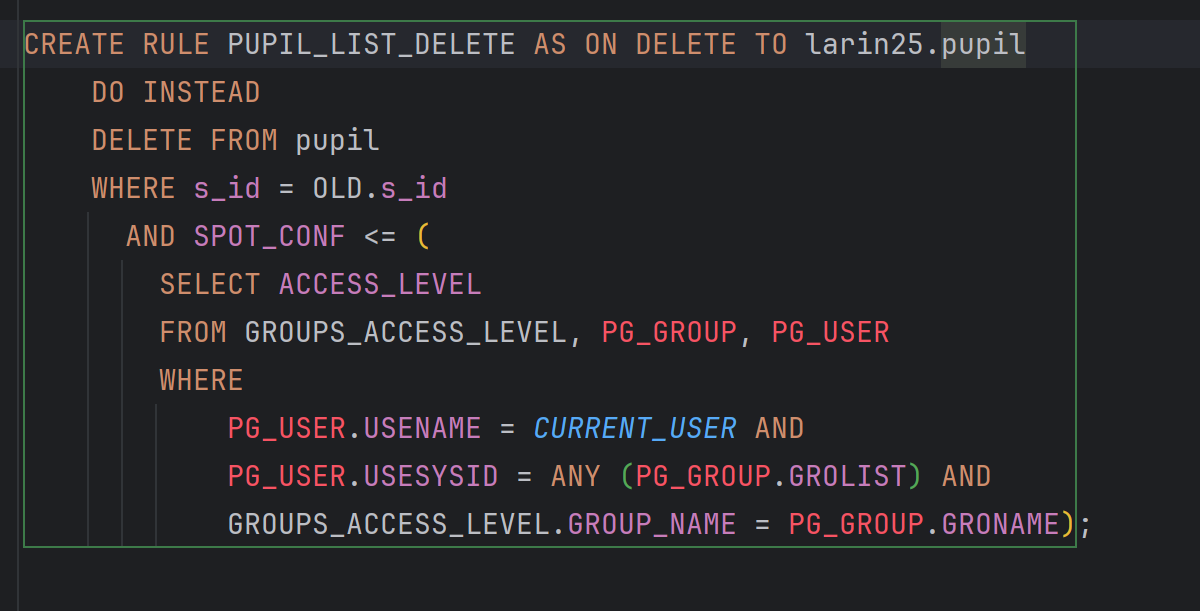 CREATE RULE PUPIL_LIST_DELETE AS ON DELETE TO larin25.pupil
DO INSTEAD
DELETE FROM pupil
WHERE s_id = OLD.s_id
AND SPOT_CONF <= (
SELECT ACCESS_LEVEL
FROM GROUPS_ACCESS_LEVEL, PG_GROUP, PG_USER
WHERE
PG_USER.USENAME = CURRENT_USER AND
PG_USER.USESYSID = ANY (PG_GROUP.GROLIST) AND
GROUPS_ACCESS_LEVEL.GROUP_NAME = PG_GROUP.GRONAME);